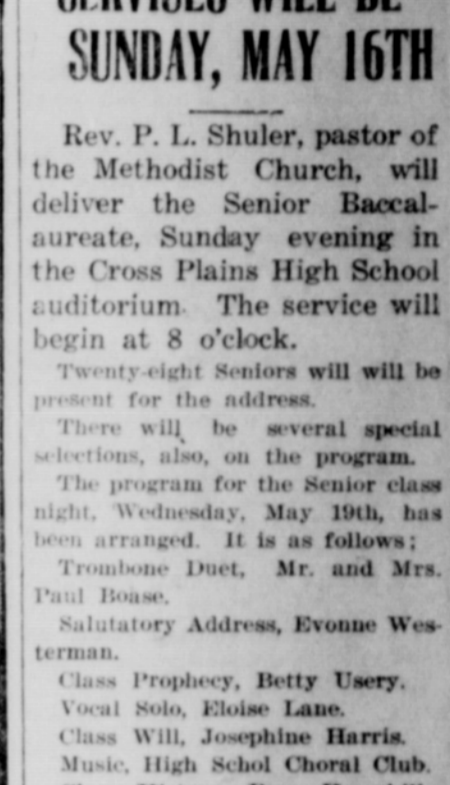 SERVICES WILL BE
SUNDAY, MAY 16TH
Rev. P. L. Shuler, pastor of
the Methodist Church, will
deliver the Senior Baccal-
aureate, Sunday evening in
the Cross Plains High School
auditorium. The service will
begin at 8 o'clock.
Twenty-eight Seniors will will be
present for the address.
There will be several special
selections, also, on the program.
The program for the Senior class
night, Wednesday, May 19th, has
been arranged. It is as follows:
Trombone Duet, Mr. and Mrs.
Paul Boase.
Salutatory Address, Evonne Wes-
terman.
Class Prophecy, Betty Usery.
Vocal Solo, Eloise Lane.
Class Will, Josephine Harris.
Music, High Schol Choral Club.